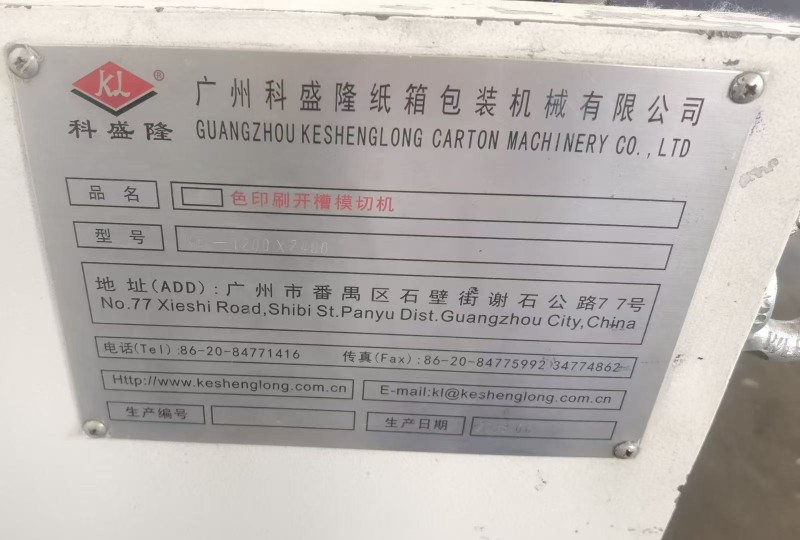 KL ®
科盛隆
广州科盛隆纸箱包装机械有限公司
GUANGZHOU KESHENGLONG CARTON MACHINERY CO.,LTD
品名 色印刷开槽模切机
型号 -1200X2400
地址(ADD):广州市番禺区石壁街谢石公路77号
No.77 Xieshi Road,Shibi St.Panyu Dist.Guangzhou City,China
电话(Tel):86-20-84771416 传真(Fax):86-20-84775992 34774862
Http://www.keshenglong.com.cn E-mail:kl@keshenglong.com.cn
生产编号 生产日期